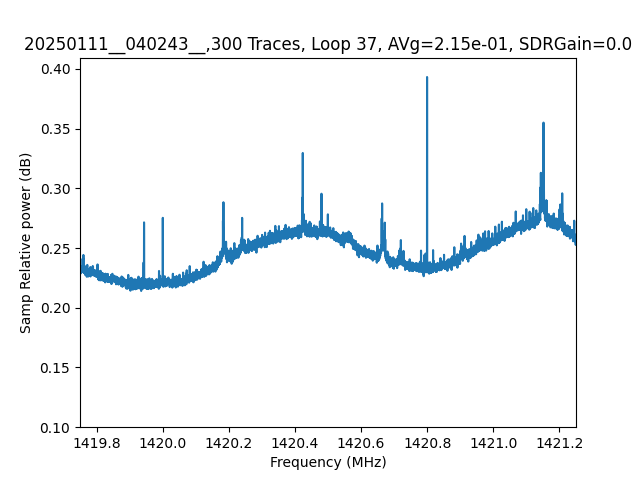 20250111__040243__,300 Traces, Loop 37, AVg=2.15e-01, SDRGain=0.0
0.40
0.35
0.30
0.25
0.20
0.15
0.10
Samp Relative power (dB)
1419.8 1420.0 1420.2 1420.4 1420.6 1420.8 1421.0 1421.2
Frequency (MHz)